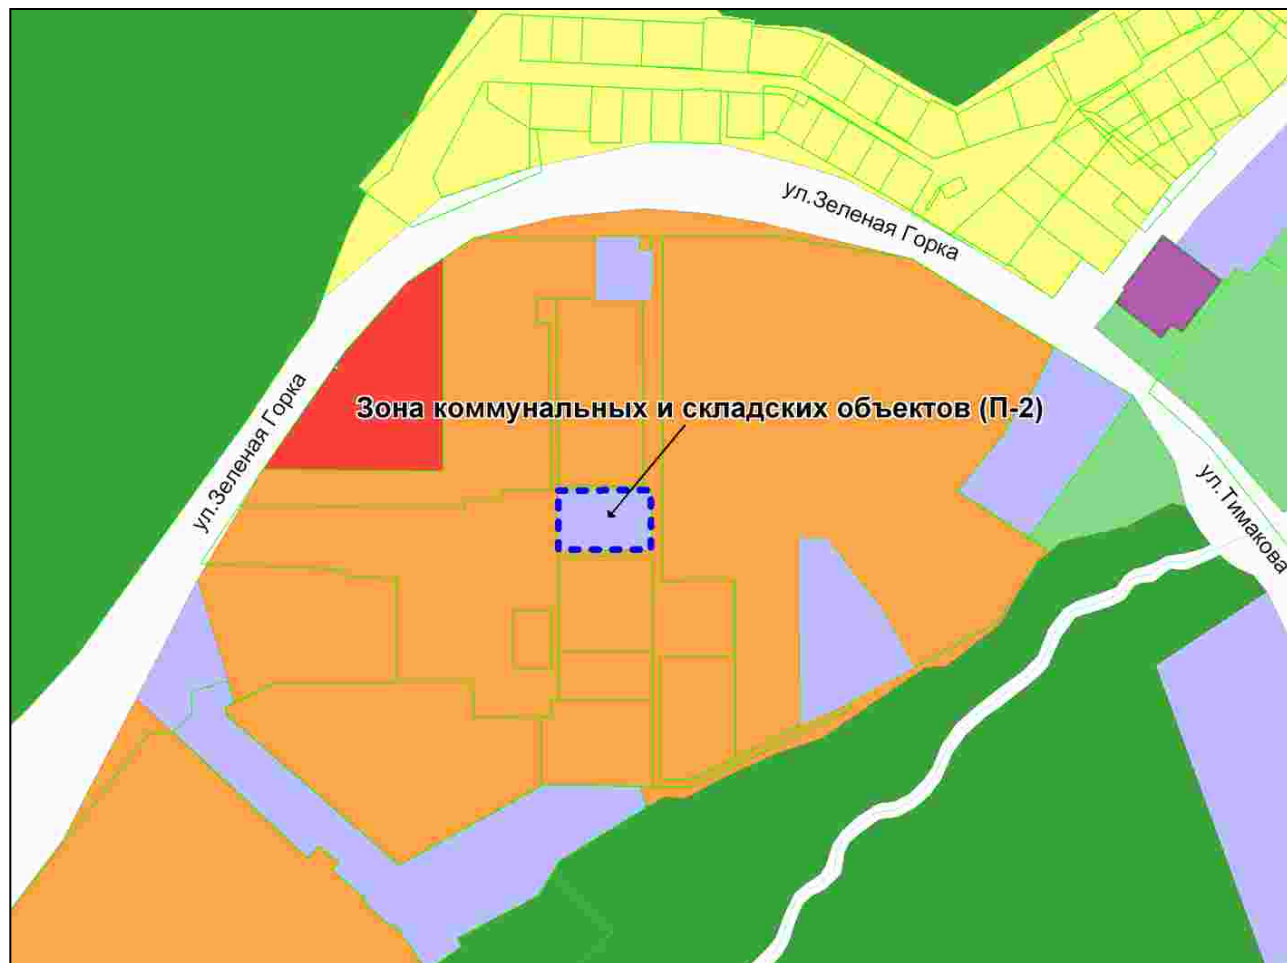 ул.Зеленая Горка
Зона коммунальных и складских объектов (П-2)
ул.Зеленая Горка
ул.Тимакова